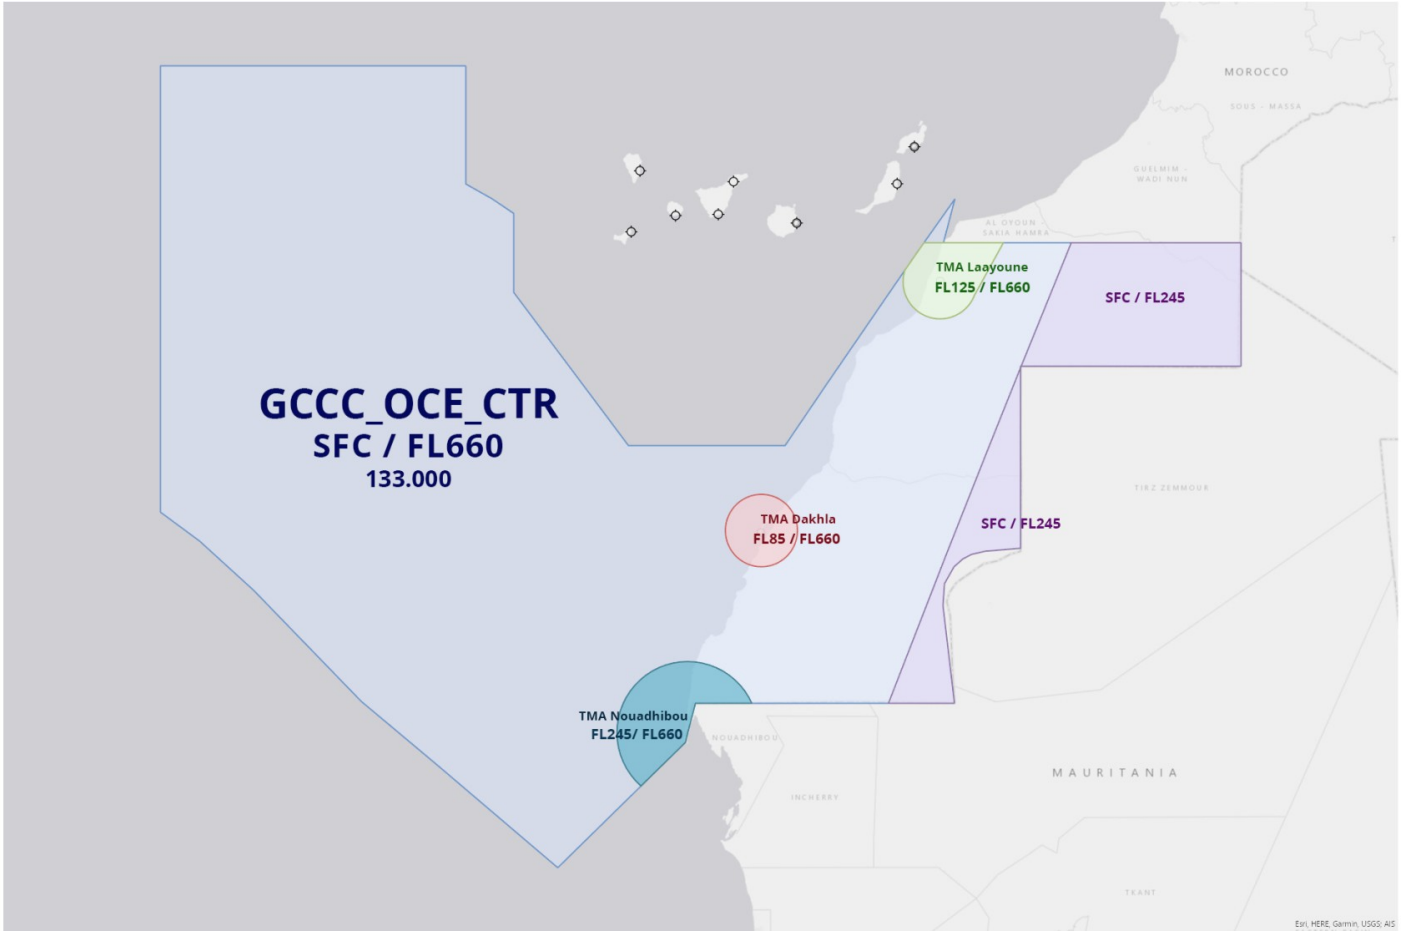 MOROCCO
SOUS - MASSA
GUELMIM -
WADI NUN
AL OYOUN -
SAKIA HAMRA
TMA Laayoune
FL125 / FL660
SFC / FL245
GCCC_OCE_CTR
SFC / FL660
133.000
TIRZ ZEMMOUR
TMA Dakhla
FL85 / FL660
SFC / FL245
TMA Nouadhibou
FL245/ FL660
NOUADHIBOU
MAURITANIA
INCHERRY
Esri, HERE, Garmin, USGS; AIS